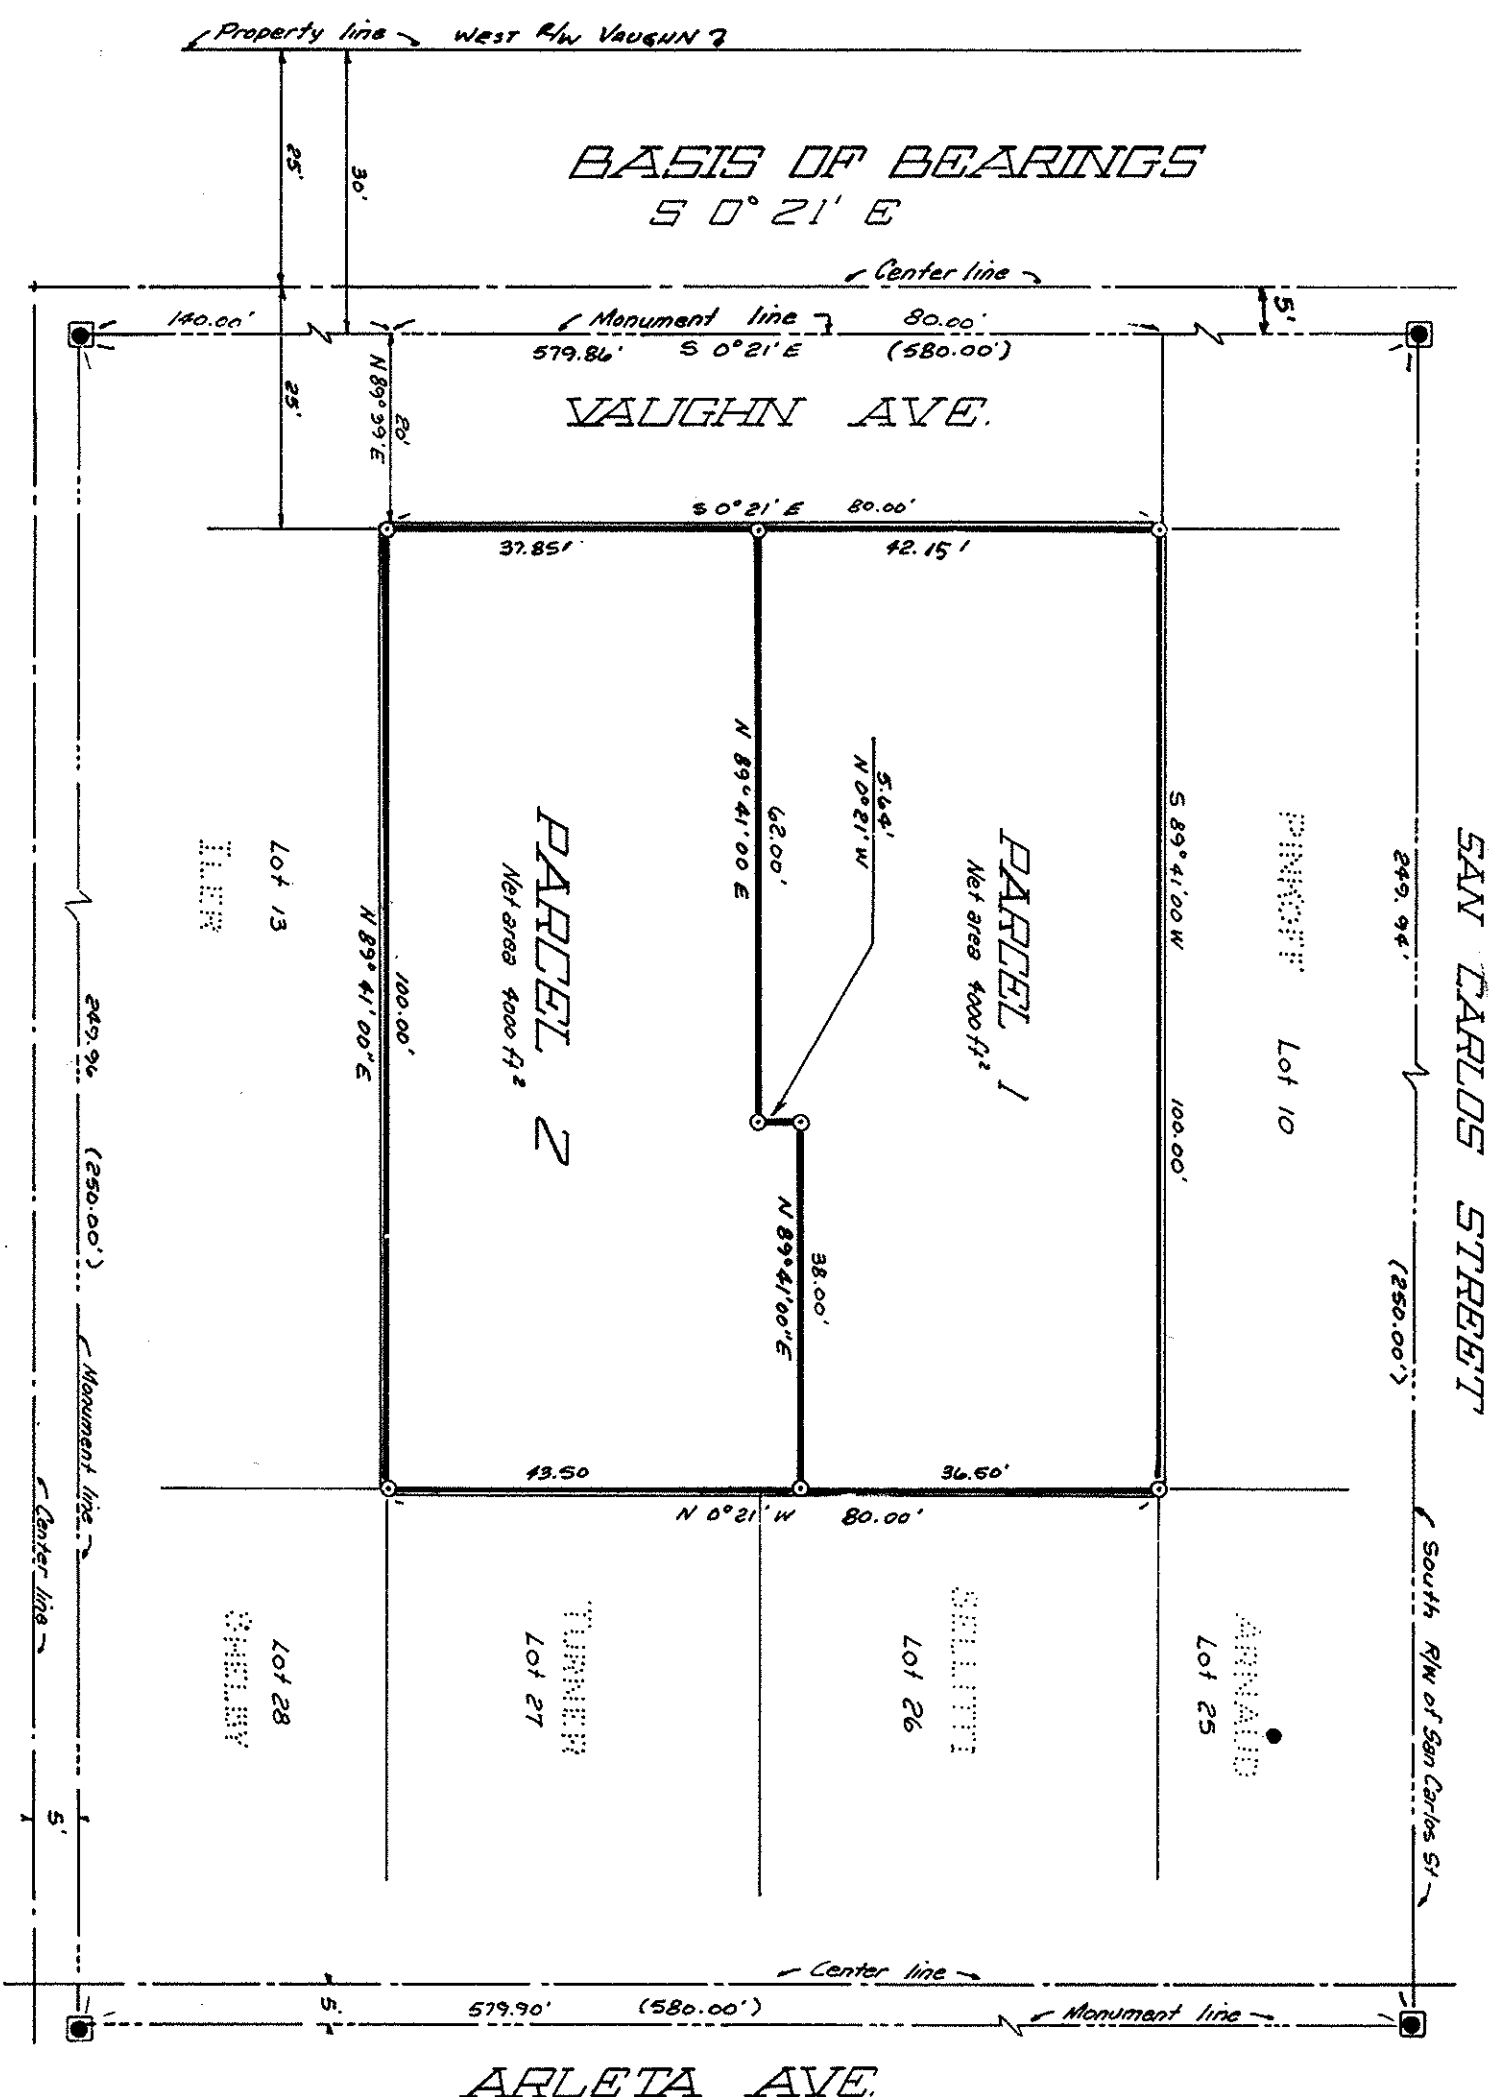 Property line
WEST R/W VAUGHN
25'
30'
BASIS OF BEARINGS
S 0° 21' E
Center line
5'
140.00'
Monument line
80.00'
579.86'
S 0°21' E
(580.00')
25'
N 89°39' E
20'
VAUGHN AVE.
S 0°21' E
80.00'
37.85'
42.15'
SAN CARLOS STREET
249.94'
(250.00')
South R/W of San Carlos St
PINKOFF
Lot 10
S 89°41'00 W
100.00'
PARCEL 1
Net area 4000 ft²
5.64'
N 0°21' W
62.00'
N 89°41'00 E
38.00'
N 89°41'00" E
PARCEL 2
Net area 4000 ft²
100.00'
N 89°41'00" E
Lot 13
ILER
249.96
(250.00')
Monument line
Center line
43.50
36.50'
N 0°21' W
80.00'
ARNAUD
Lot 25
SELLITTI
Lot 26
TURNER
Lot 27
Lot 28
SHELBY
5'
Center line
5'
579.90'
(580.00')
Monument line
ARLETA AVE.